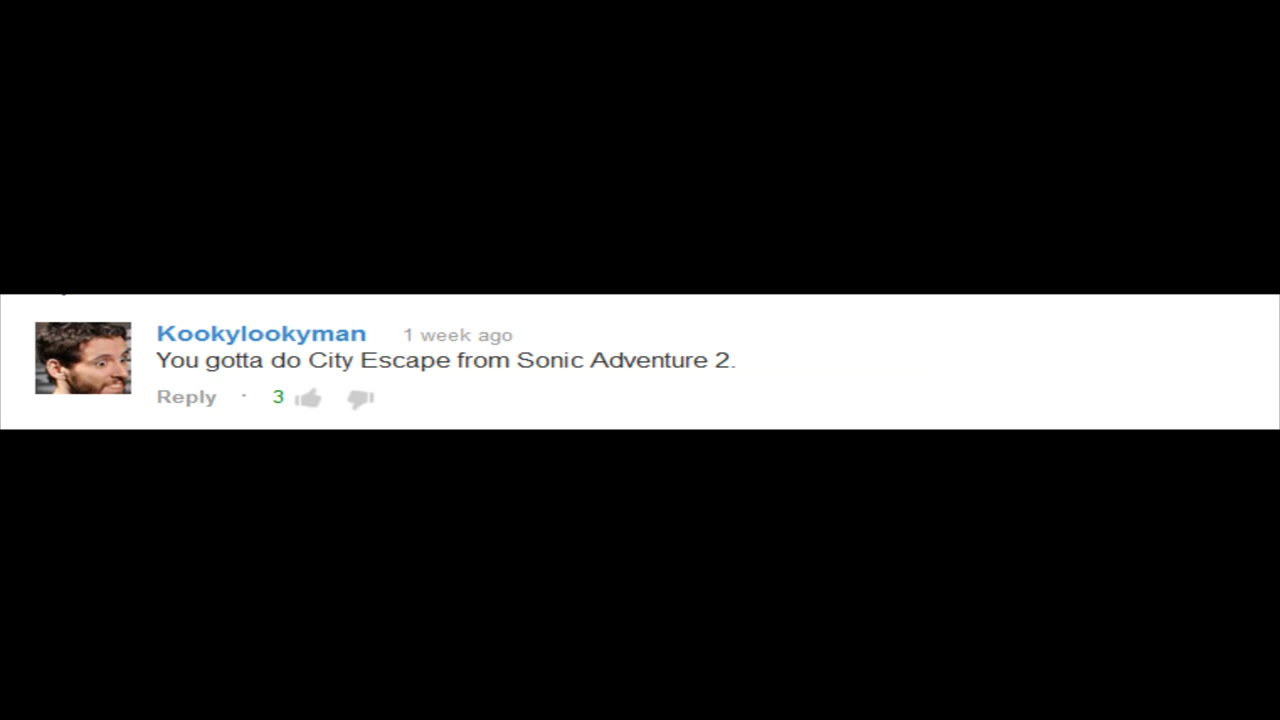 Kookylookyman 1 week ago
You gotta do City Escape from Sonic Adventure 2.
Reply · 3